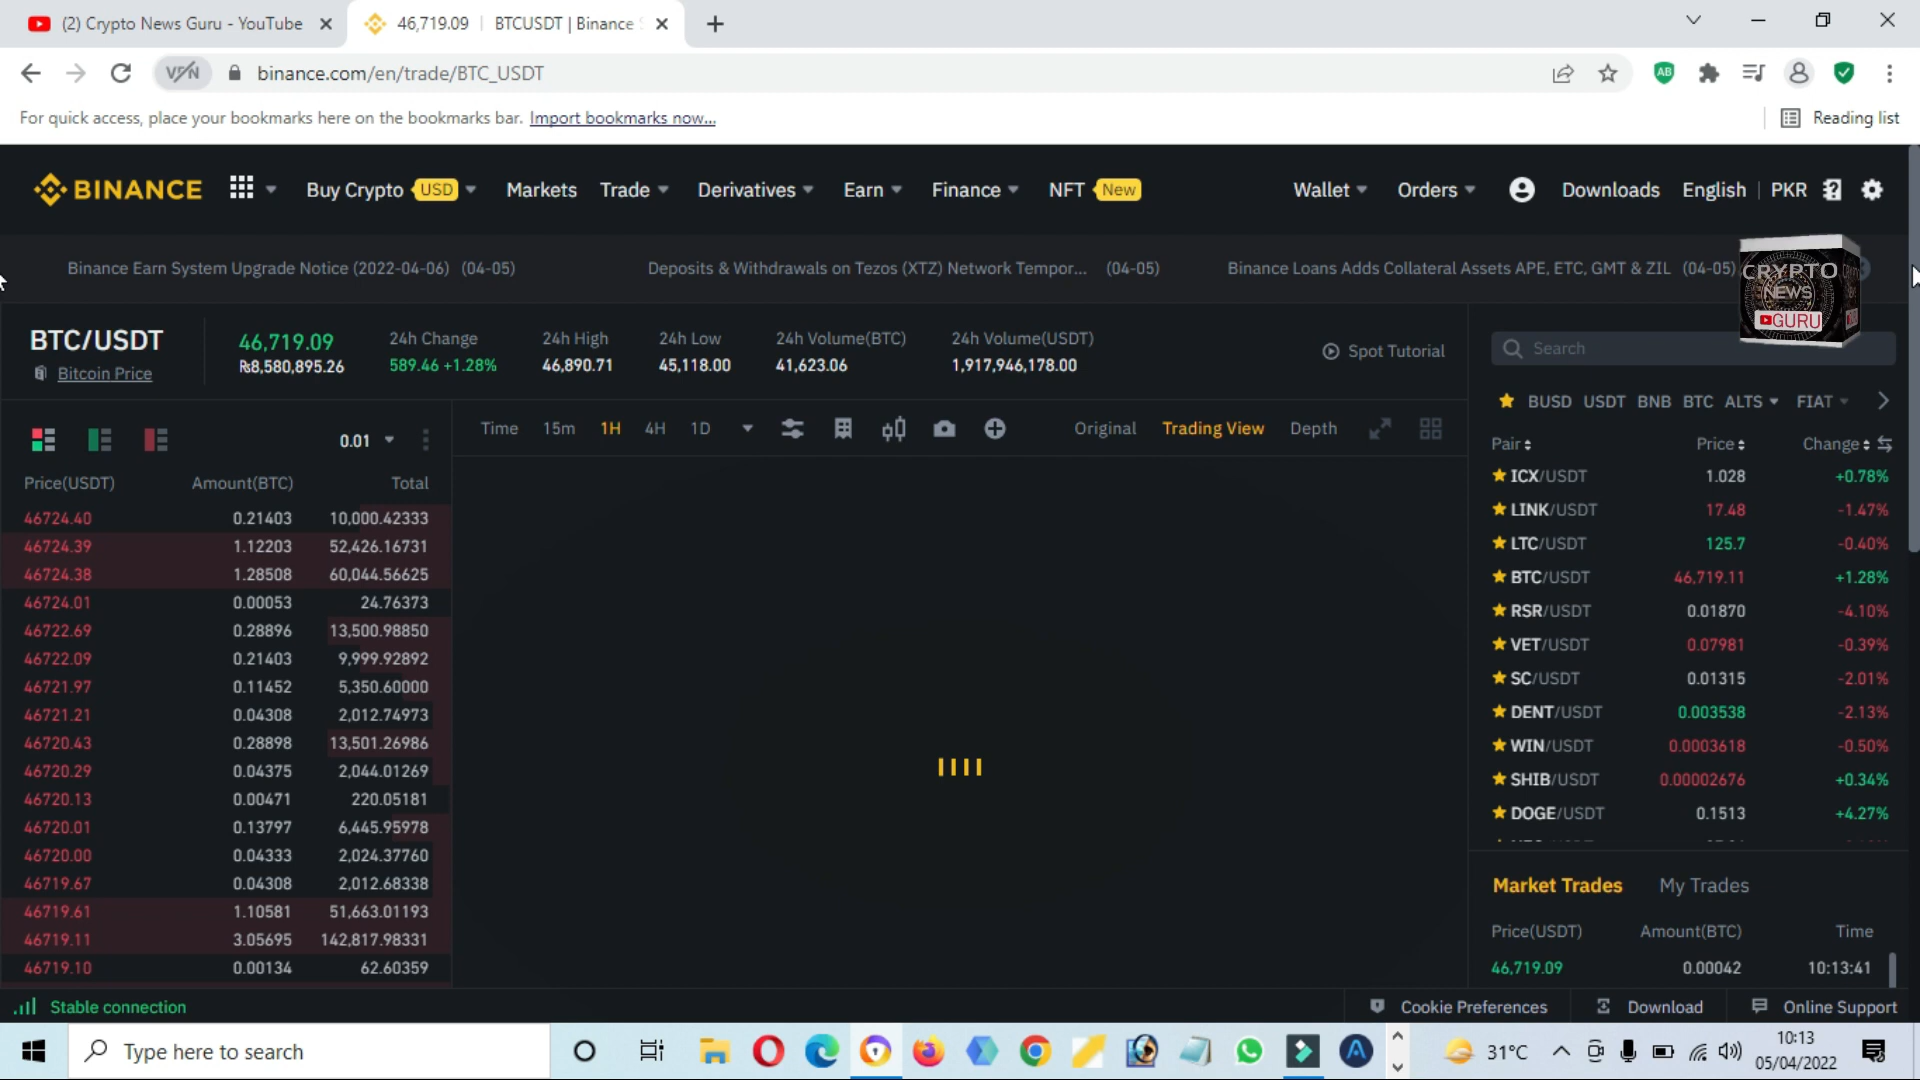 (2) Crypto News Guru - YouTube
46,719.09 | BTCUSDT | Binance
VPN
binance.com/en/trade/BTC_USDT
For quick access, place your bookmarks here on the bookmarks bar. Import bookmarks now...
Reading list
BINANCE
Buy Crypto USD
Markets
Trade
Derivatives
Earn
Finance
NFT New
Wallet
Orders
Downloads
English | PKR
Binance Earn System Upgrade Notice (2022-04-06) (04-05)
Deposits & Withdrawals on Tezos (XTZ) Network Tempor... (04-05)
Binance Loans Adds Collateral Assets APE, ETC, GMT & ZIL (04-05)
CRYPTO
NEWS
GURU
BTC/USDT
Bitcoin Price
46,719.09
₨8,580,895.26
24h Change
589.46 +1.28%
24h High
46,890.71
24h Low
45,118.00
24h Volume(BTC)
41,623.06
24h Volume(USDT)
1,917,946,178.00
Spot Tutorial
Search
BUSD USDT BNB BTC ALTS FIAT
0.01
Time 15m 1H 4H 1D
Original Trading View Depth
Price(USDT) Amount(BTC) Total
46724.40 0.21403 10,000.42333
46724.39 1.12203 52,426.16731
46724.38 1.28508 60,044.56625
46724.01 0.00053 24.76373
46722.69 0.28896 13,500.98850
46722.09 0.21403 9,999.92892
46721.97 0.11452 5,350.60000
46721.21 0.04308 2,012.74973
46720.43 0.28898 13,501.26986
46720.29 0.04375 2,044.01269
46720.13 0.00471 220.05181
46720.01 0.13797 6,445.95978
46720.00 0.04333 2,024.37760
46719.67 0.04308 2,012.68338
46719.61 1.10581 51,663.01193
46719.11 3.05695 142,817.98331
46719.10 0.00134 62.60359
Pair Price Change
ICX/USDT 1.028 +0.78%
LINK/USDT 17.48 -1.47%
LTC/USDT 125.7 -0.40%
BTC/USDT 46,719.11 +1.28%
RSR/USDT 0.01870 -4.10%
VET/USDT 0.07981 -0.39%
SC/USDT 0.01315 -2.01%
DENT/USDT 0.003538 -2.13%
WIN/USDT 0.0003618 -0.50%
SHIB/USDT 0.00002676 +0.34%
DOGE/USDT 0.1513 +4.27%
Market Trades My Trades
Price(USDT) Amount(BTC) Time
46,719.09 0.00042 10:13:41
Stable connection
Cookie Preferences
Download
Online Support
Type here to search
31°C
10:13
05/04/2022